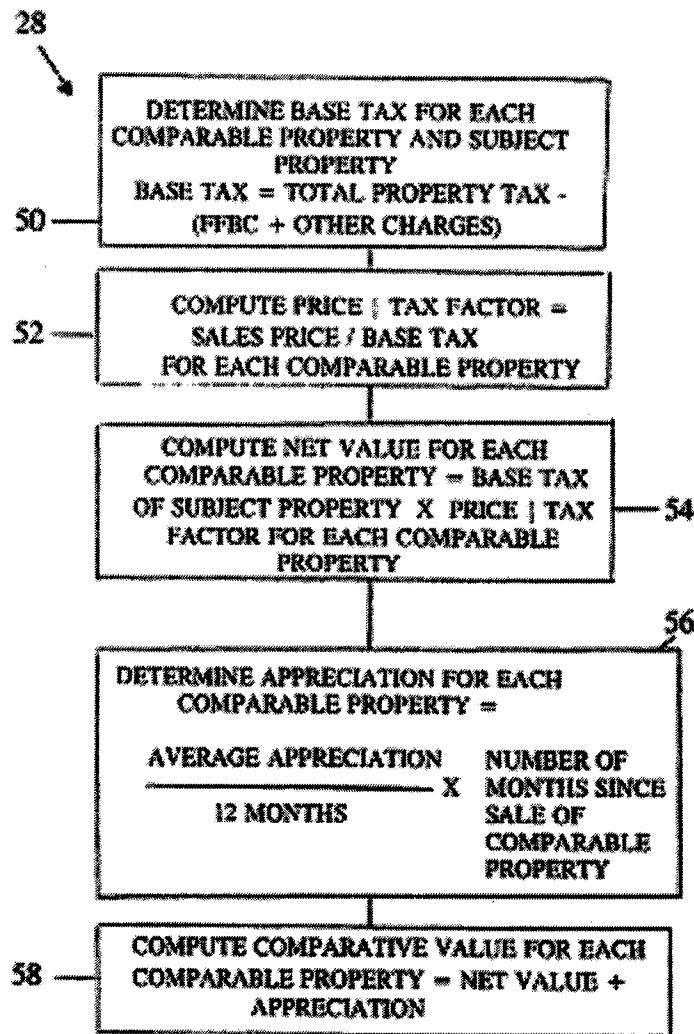 28
DETERMINE BASE TAX FOR EACH
COMPARABLE PROPERTY AND SUBJECT
PROPERTY
BASE TAX = TOTAL PROPERTY TAX -
(FFBC + OTHER CHARGES)
50
COMPUTE PRICE | TAX FACTOR =
SALES PRICE / BASE TAX
FOR EACH COMPARABLE PROPERTY
52
COMPUTE NET VALUE FOR EACH
COMPARABLE PROPERTY = BASE TAX
OF SUBJECT PROPERTY X PRICE | TAX
FACTOR FOR EACH COMPARABLE
PROPERTY
54
56
DETERMINE APPRECIATION FOR EACH
COMPARABLE PROPERTY =
AVERAGE APPRECIATION
12 MONTHS
X
NUMBER OF
MONTHS SINCE
SALE OF
COMPARABLE
PROPERTY
58
COMPUTE COMPARATIVE VALUE FOR EACH
COMPARABLE PROPERTY = NET VALUE +
APPRECIATION